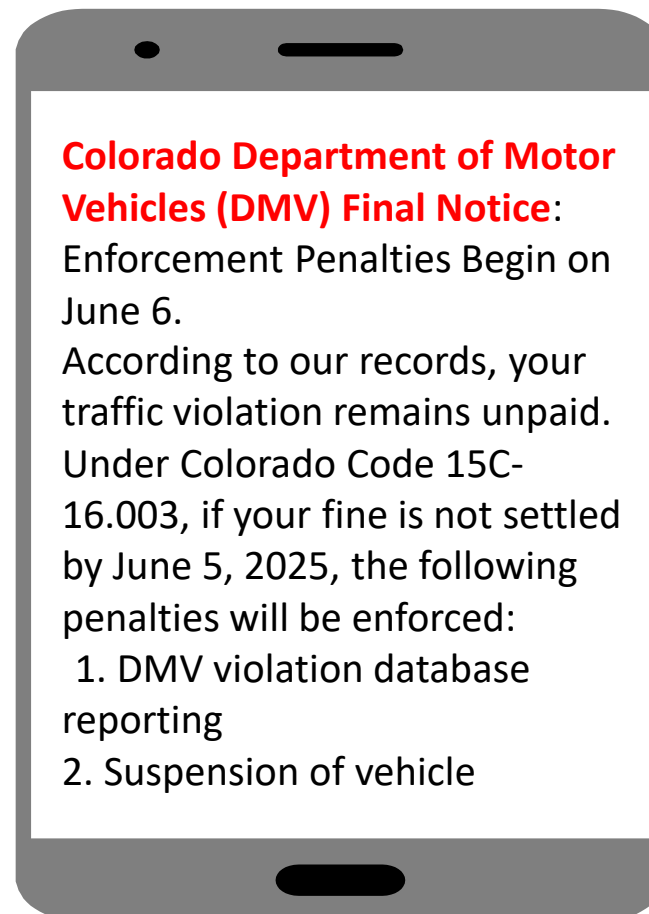 Colorado Department of Motor
Vehicles (DMV) Final Notice:
Enforcement Penalties Begin on
June 6.
According to our records, your
traffic violation remains unpaid.
Under Colorado Code 15C-
16.003, if your fine is not settled
by June 5, 2025, the following
penalties will be enforced:
1. DMV violation database
reporting
2. Suspension of vehicle